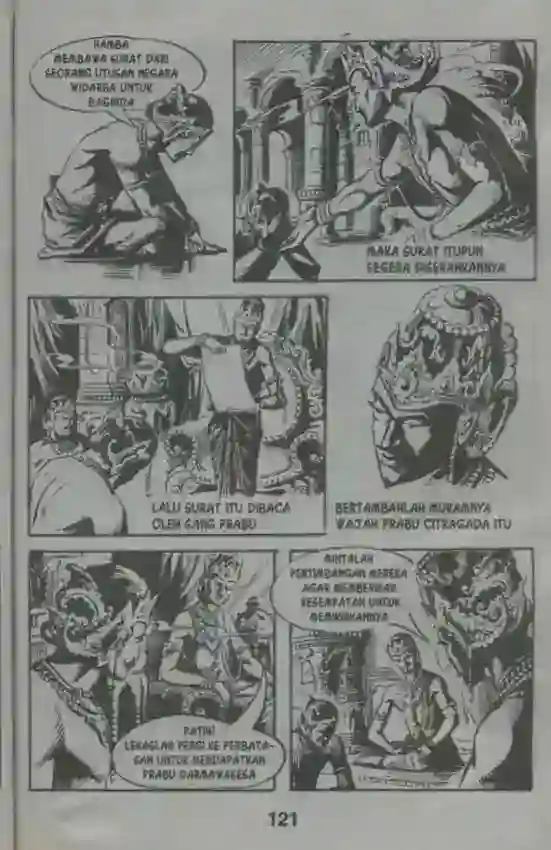 HAMBA
MEMBAWA SURAT DARI
SEORANG UTUSAN NEGARA
WIDARBA UNTUK
BAGINDA
MAKA SURAT ITUPUN
SEGERA DISERAHKANNYA
LALU SURAT ITU DIBACA
OLEH SANG PRABU
BERTAMBAHLAH MURAMNYA
WAJAH PRABU CITRAGADA ITU
PATIH!
LEKASLAH PERGI KE PERBATA-
SAN UNTUK MENDAPATKAN
PRABU DARMAWASESA
MINTALAH
PERTIMBANGAN MEREKA
AGAR MEMBERIKAN
KESEMPATAN UNTUK
MEMIKIRKANNYA
121